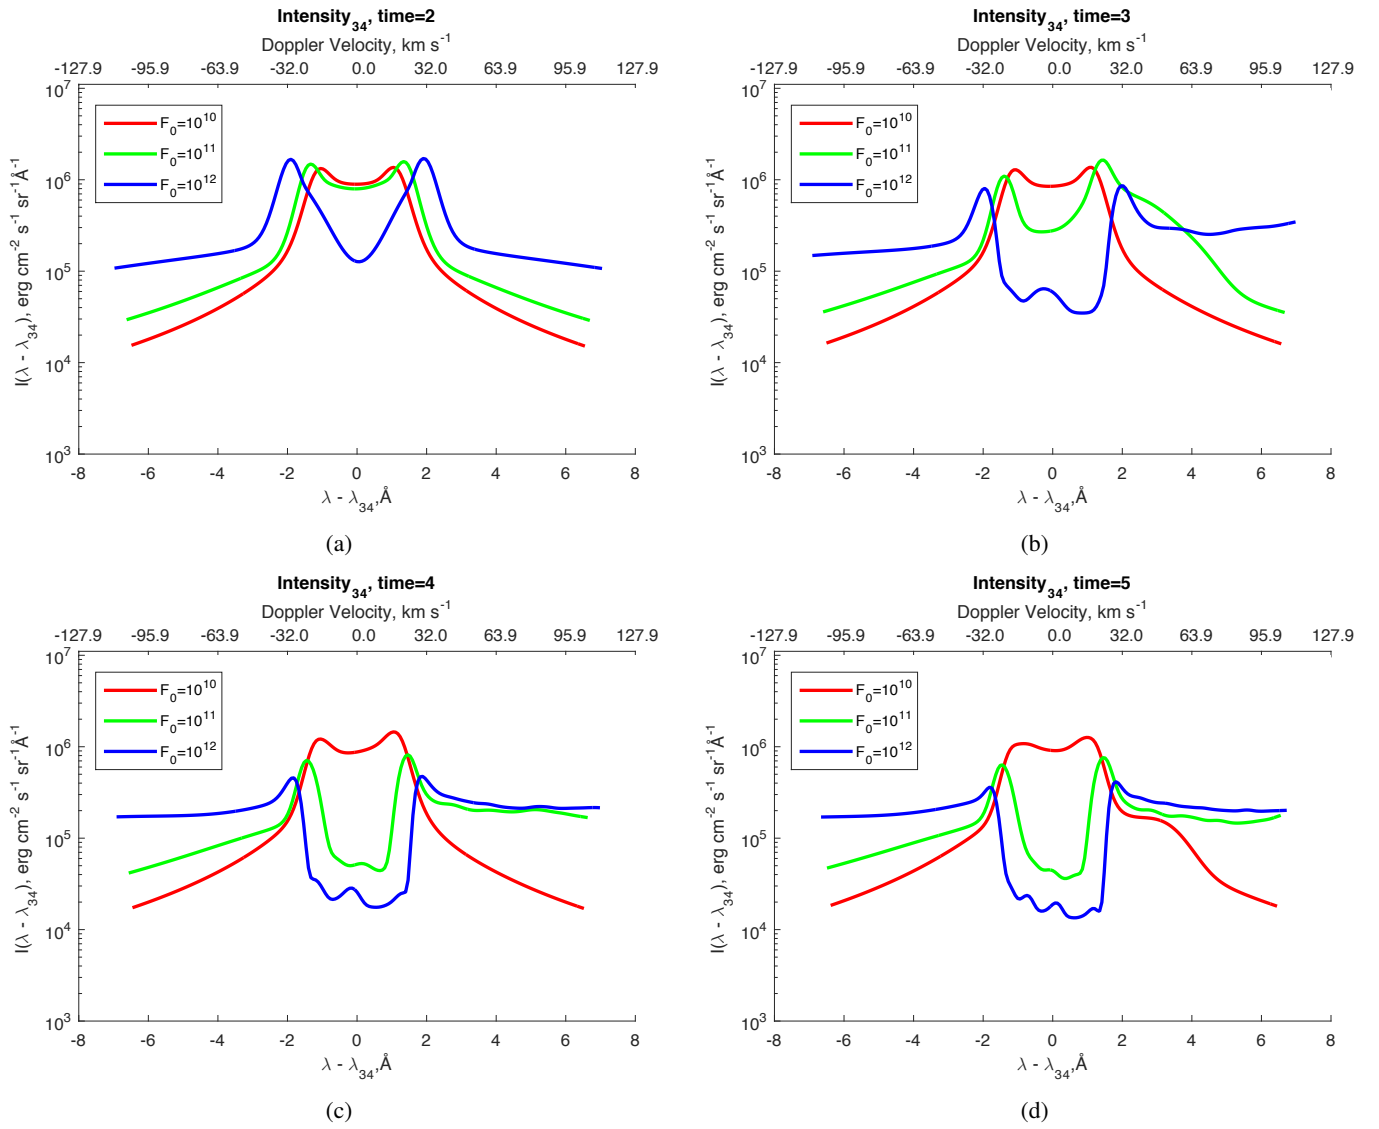 Intensity₃₄, time=2
Doppler Velocity, km s⁻¹
-127.9 -95.9 -63.9 -32.0 0.0 32.0 63.9 95.9 127.9
10⁷
10⁶
10⁵
10⁴
10³
I(λ - λ₃₄), erg cm⁻² s⁻¹ sr⁻¹Å⁻¹
F₀=10¹⁰
F₀=10¹¹
F₀=10¹²
-8 -6 -4 -2 0 2 4 6 8
λ - λ₃₄,Å
(a)
Intensity₃₄, time=3
Doppler Velocity, km s⁻¹
-127.9 -95.9 -63.9 -32.0 0.0 32.0 63.9 95.9 127.9
10⁷
10⁶
10⁵
10⁴
10³
I(λ - λ₃₄), erg cm⁻² s⁻¹ sr⁻¹Å⁻¹
F₀=10¹⁰
F₀=10¹¹
F₀=10¹²
-8 -6 -4 -2 0 2 4 6 8
λ - λ₃₄,Å
(b)
Intensity₃₄, time=4
Doppler Velocity, km s⁻¹
-127.9 -95.9 -63.9 -32.0 0.0 32.0 63.9 95.9 127.9
10⁷
10⁶
10⁵
10⁴
10³
I(λ - λ₃₄), erg cm⁻² s⁻¹ sr⁻¹Å⁻¹
F₀=10¹⁰
F₀=10¹¹
F₀=10¹²
-8 -6 -4 -2 0 2 4 6 8
λ - λ₃₄,Å
(c)
Intensity₃₄, time=5
Doppler Velocity, km s⁻¹
-127.9 -95.9 -63.9 -32.0 0.0 32.0 63.9 95.9 127.9
10⁷
10⁶
10⁵
10⁴
10³
I(λ - λ₃₄), erg cm⁻² s⁻¹ sr⁻¹Å⁻¹
F₀=10¹⁰
F₀=10¹¹
F₀=10¹²
-8 -6 -4 -2 0 2 4 6 8
λ - λ₃₄,Å
(d)